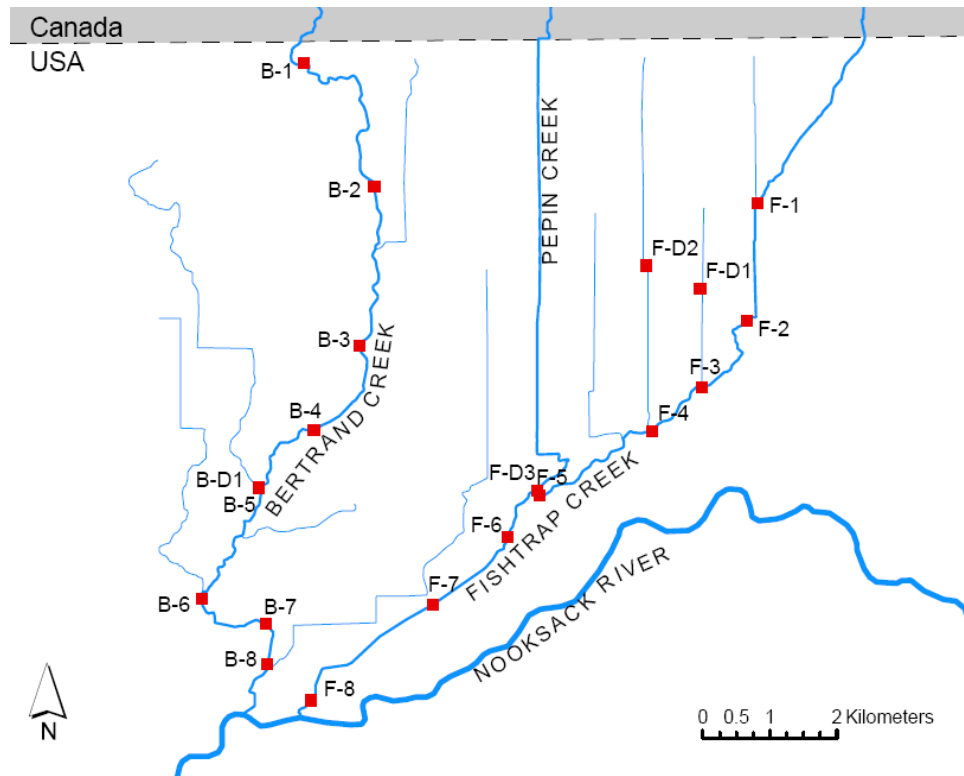 Canada
USA
B-1
B-2
PEPIN CREEK
F-1
F-D2
F-D1
F-2
B-3
F-3
BERTRAND CREEK
B-4
F-4
B-D1
B-5
F-D3
F-5
FISHTRAP CREEK
F-6
NOOKSACK RIVER
B-6
B-7
F-7
B-8
F-8
N
0 0.5 1 2 Kilometers